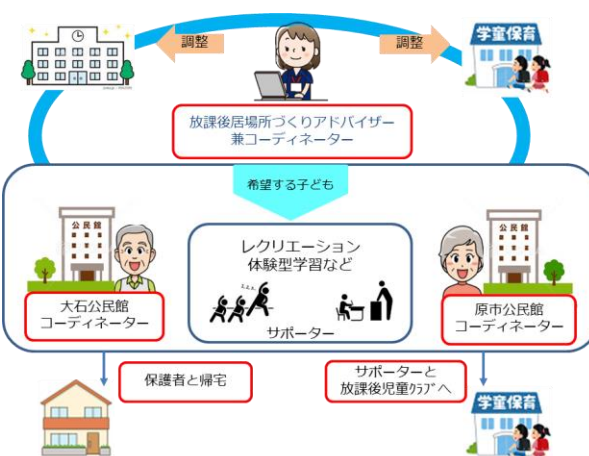 調整
調整
学童保育
放課後居場所づくりアドバイザー
兼コーディネーター
希望する子ども
公民館
公民館
レクリエーション
体験型学習など
サポーター
大石公民館
コーディネーター
原市公民館
コーディネーター
保護者と帰宅
サポーターと
放課後児童クラブへ
学童保育